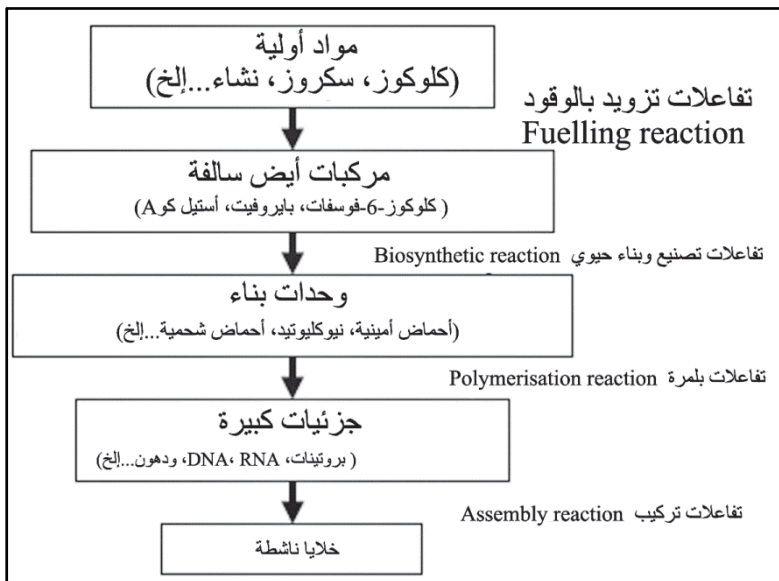 مواد أولية
(كلوكوز، سكروز، نشاء...إلخ)
تفاعلات تزويد بالوقود
Fuelling reaction
مركبات أيض سالفة
( كلوكوز-6-فوسفات، بايروفيت، أستيل كوA)
تفاعلات تصنيع وبناء حيوي Biosynthetic reaction
وحدات بناء
(أحماض أمينية، نيوكليوتيد، أحماض شحمية...إلخ)
تفاعلات بلمرة Polymerisation reaction
جزئيات كبيرة
( بروتينات، DNA، RNA، ودهون...إلخ)
تفاعلات تركيب Assembly reaction
خلايا ناشطة